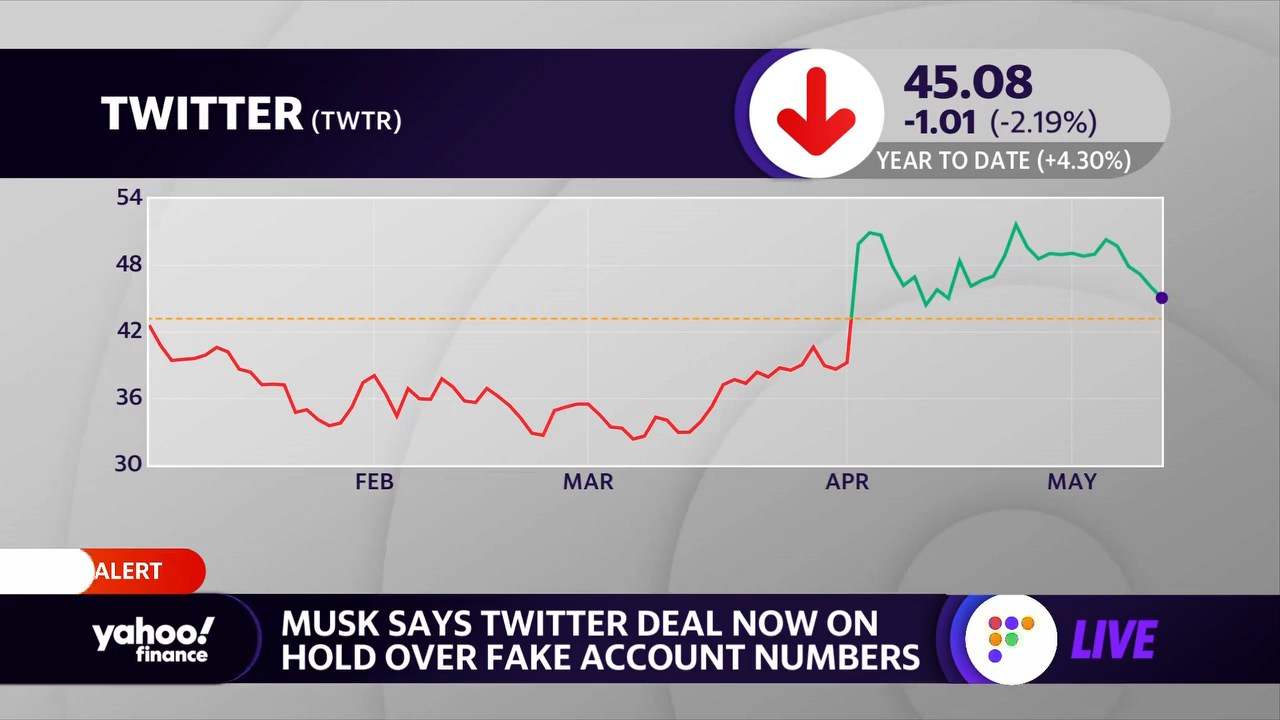 TWITTER (TWTR)
45.08
-1.01 (-2.19%)
YEAR TO DATE (+4.30%)
54
48
42
36
30
FEB MAR APR MAY
ALERT
yahoo!
finance
MUSK SAYS TWITTER DEAL NOW ON
HOLD OVER FAKE ACCOUNT NUMBERS
LIVE